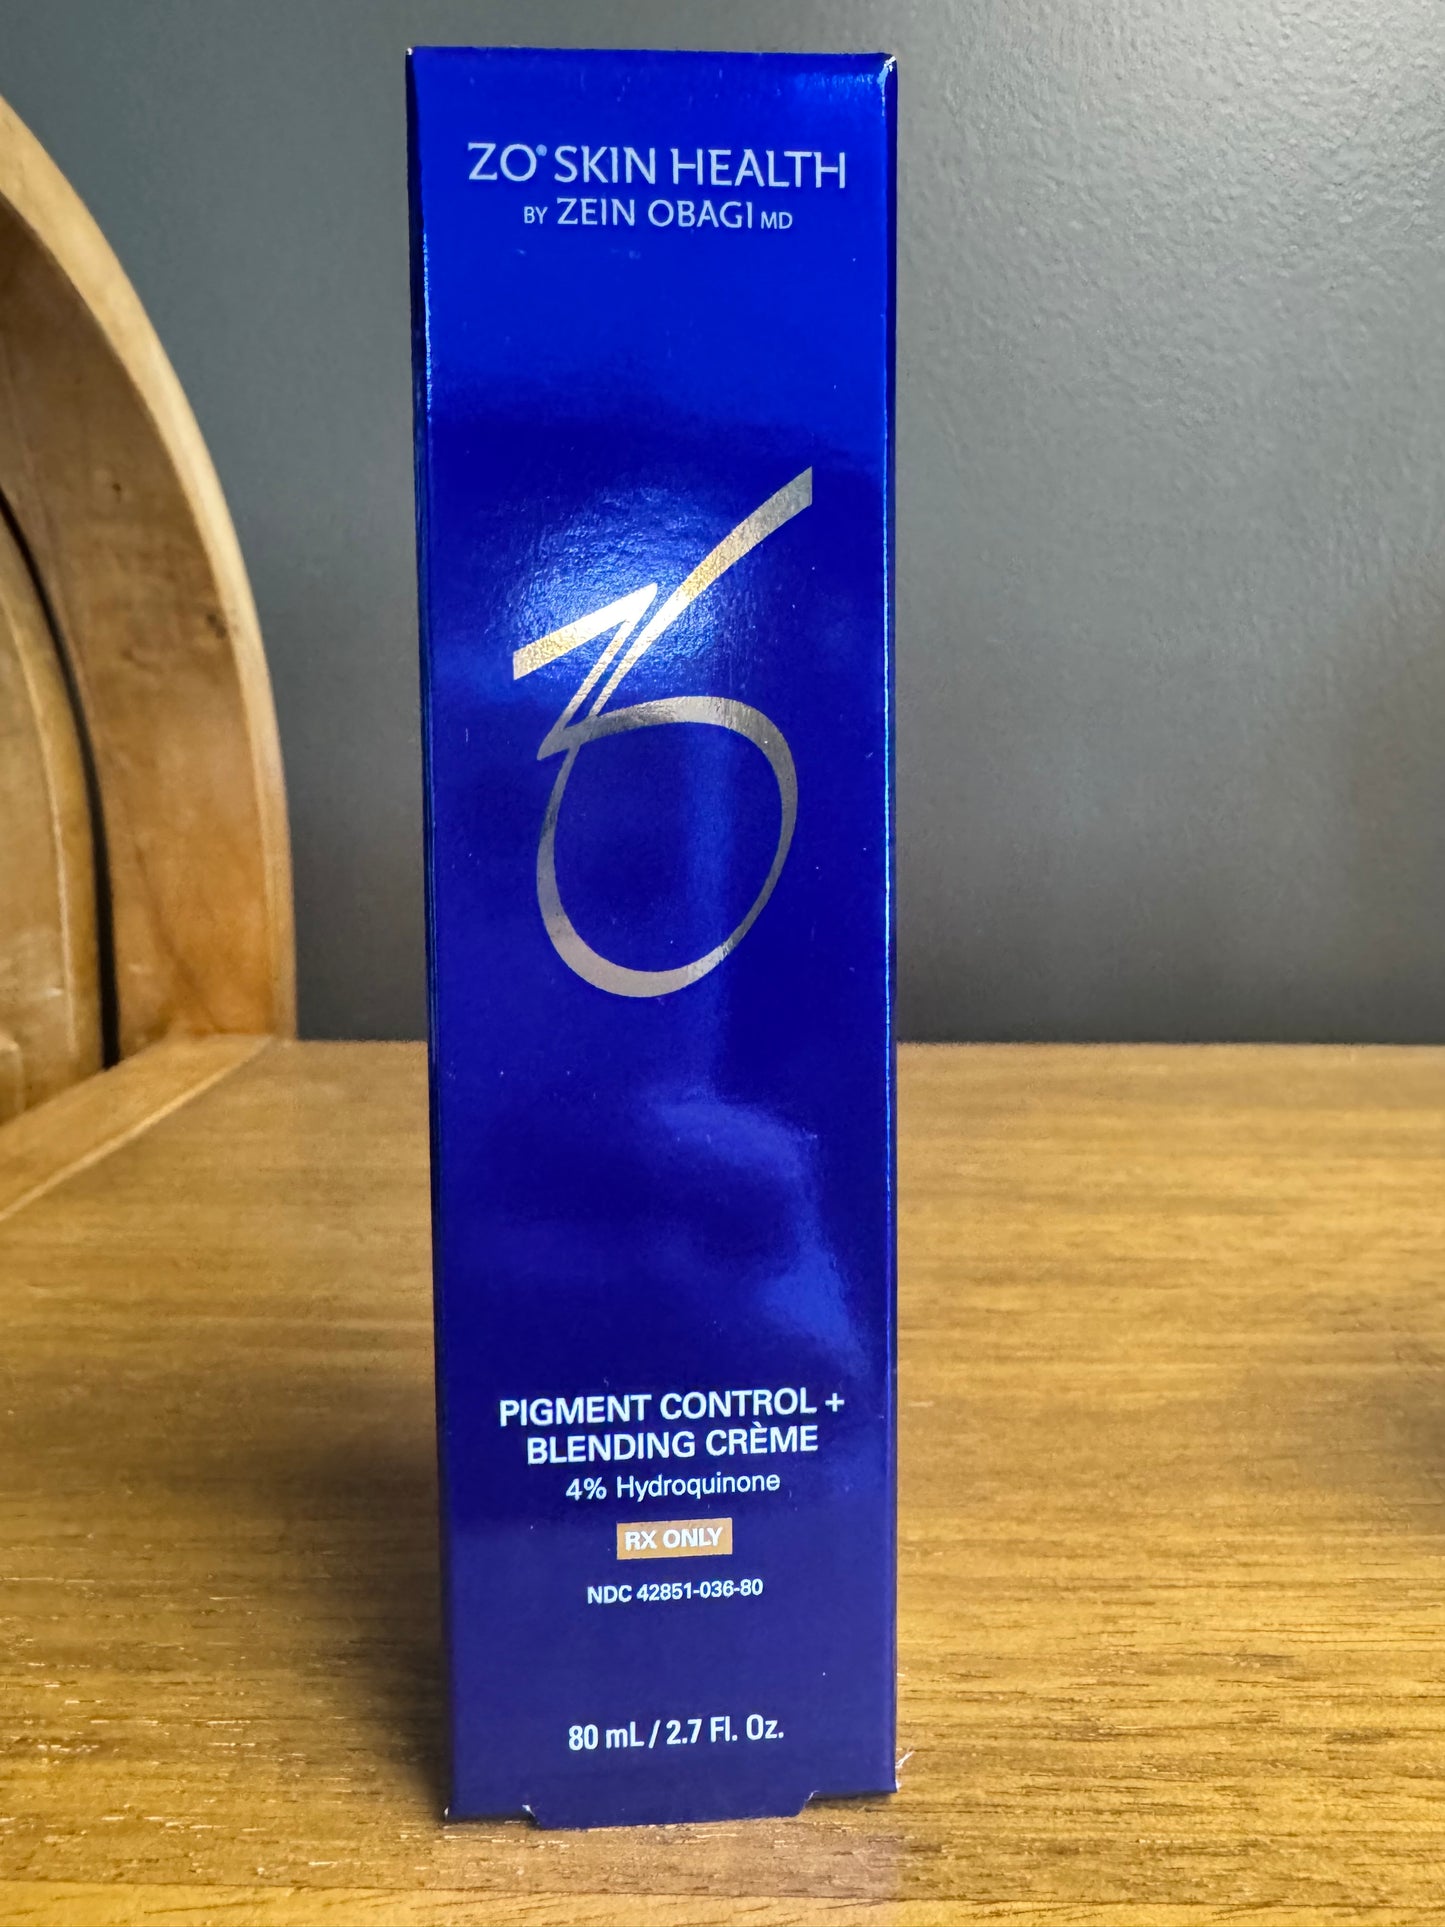 ZO® SKIN HEALTH
BY ZEIN OBAGI MD
PIGMENT CONTROL +
BLENDING CRÈME
4% Hydroquinone
RX ONLY
NDC 42851-036-80
80 mL / 2.7 Fl. Oz.